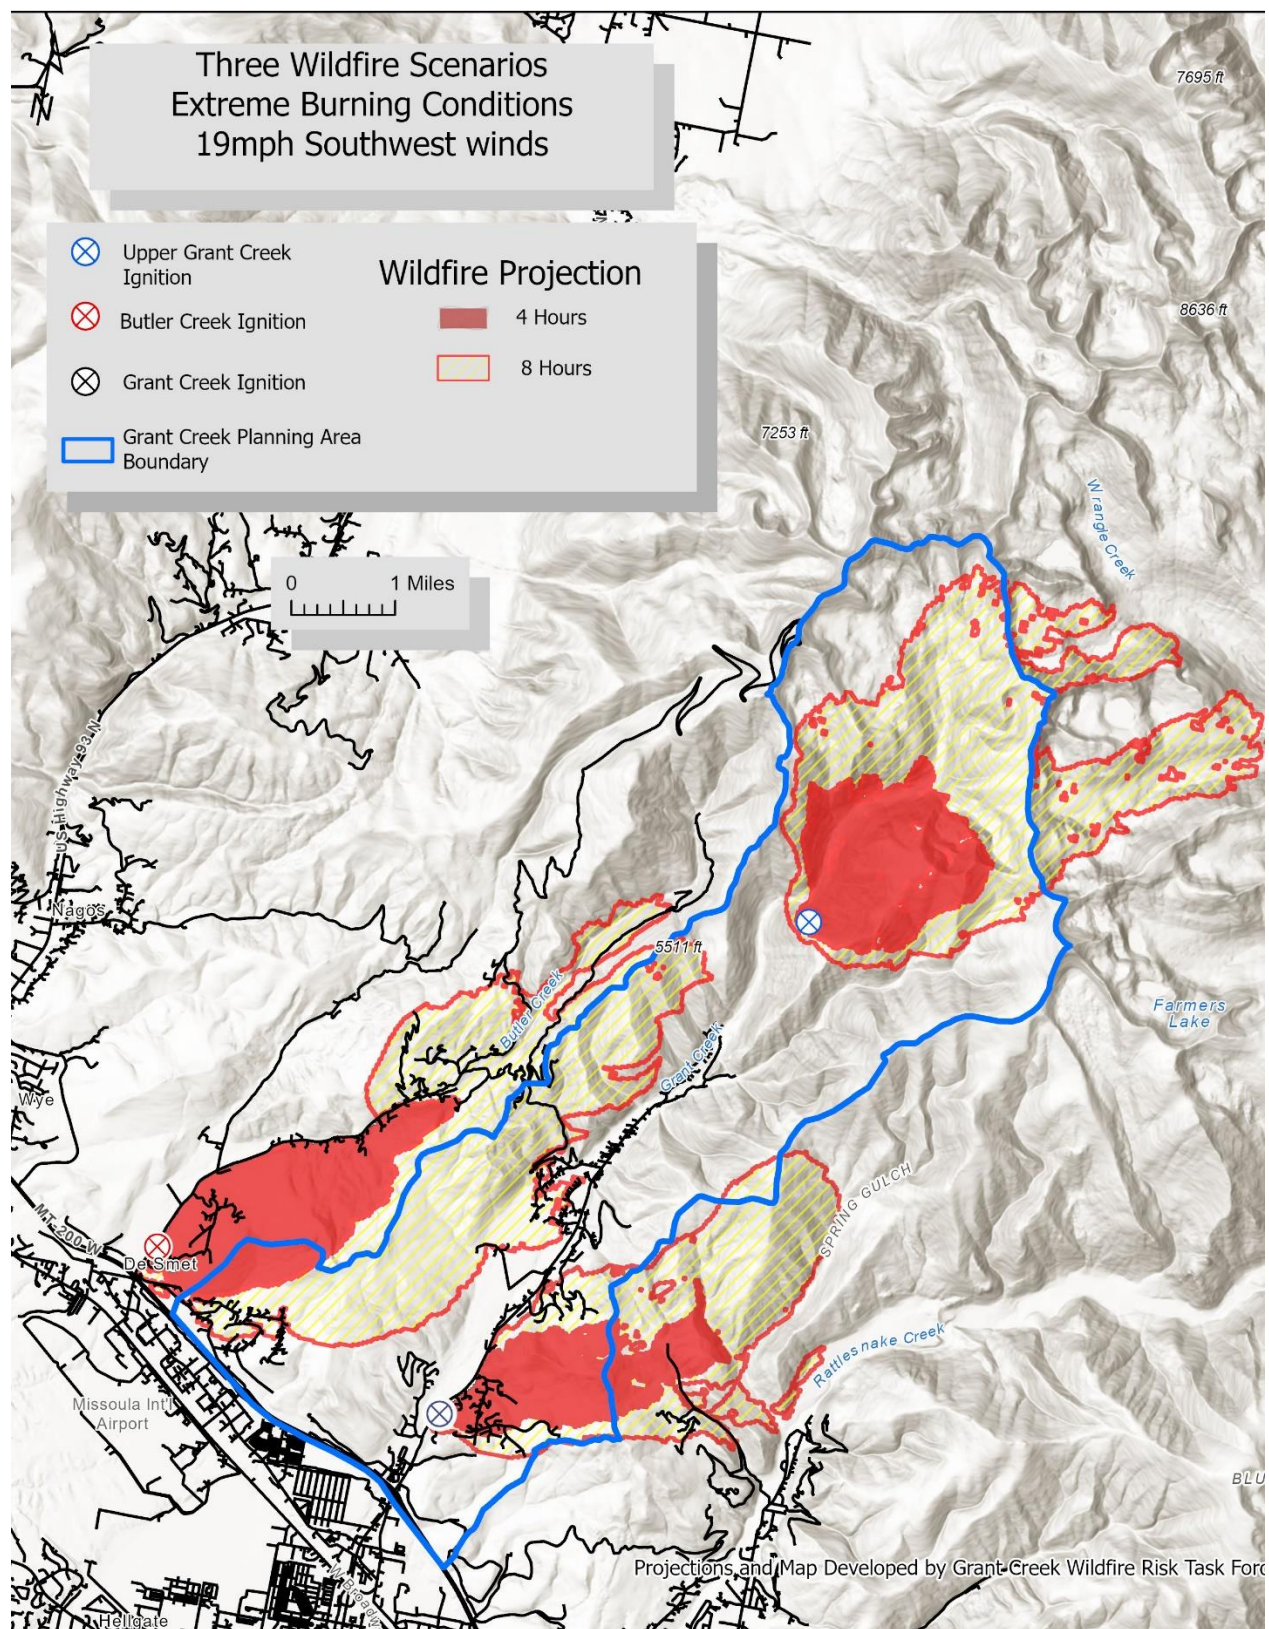 Three Wildfire Scenarios
Extreme Burning Conditions
19mph Southwest winds
7695 ft
Upper Grant Creek
Ignition
Butler Creek Ignition
Grant Creek Ignition
Grant Creek Planning Area
Boundary
Wildfire Projection
4 Hours
8 Hours
8636 ft
7253 ft
Wrangle Creek
0 1 Miles
US Highway 93 N
Nagos
5511 ft
Butler Creek
Farmers
Lake
Grant Creek
Wye
SPRING GULCH
MT 200 W
De Smet
Rattlesnake Creek
Missoula Int'l
Airport
BLU
Projections and Map Developed by Grant Creek Wildfire Risk Task Forc
W Broadw
Hellgate